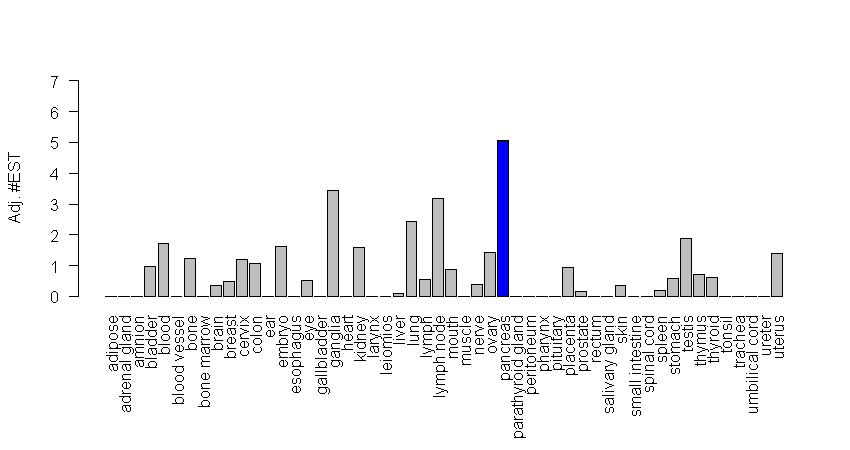 Adj. #EST
7
6
5
4
3
2
1
0
adipose
adrenal gland
amnion
bladder
blood
blood vessel
bone
bone marrow
brain
breast
cervix
colon
ear
embryo
esophagus
eye
gallbladder
ganglia
heart
kidney
larynx
leiomios
liver
lung
lymph
lymph node
mouth
muscle
nerve
ovary
pancreas
parathyroid gland
peritoneum
pharynx
pituitary
placenta
prostate
rectum
salivary gland
skin
small intestine
spinal cord
spleen
stomach
testis
thymus
thyroid
tonsil
trachea
umbilical cord
ureter
uterus